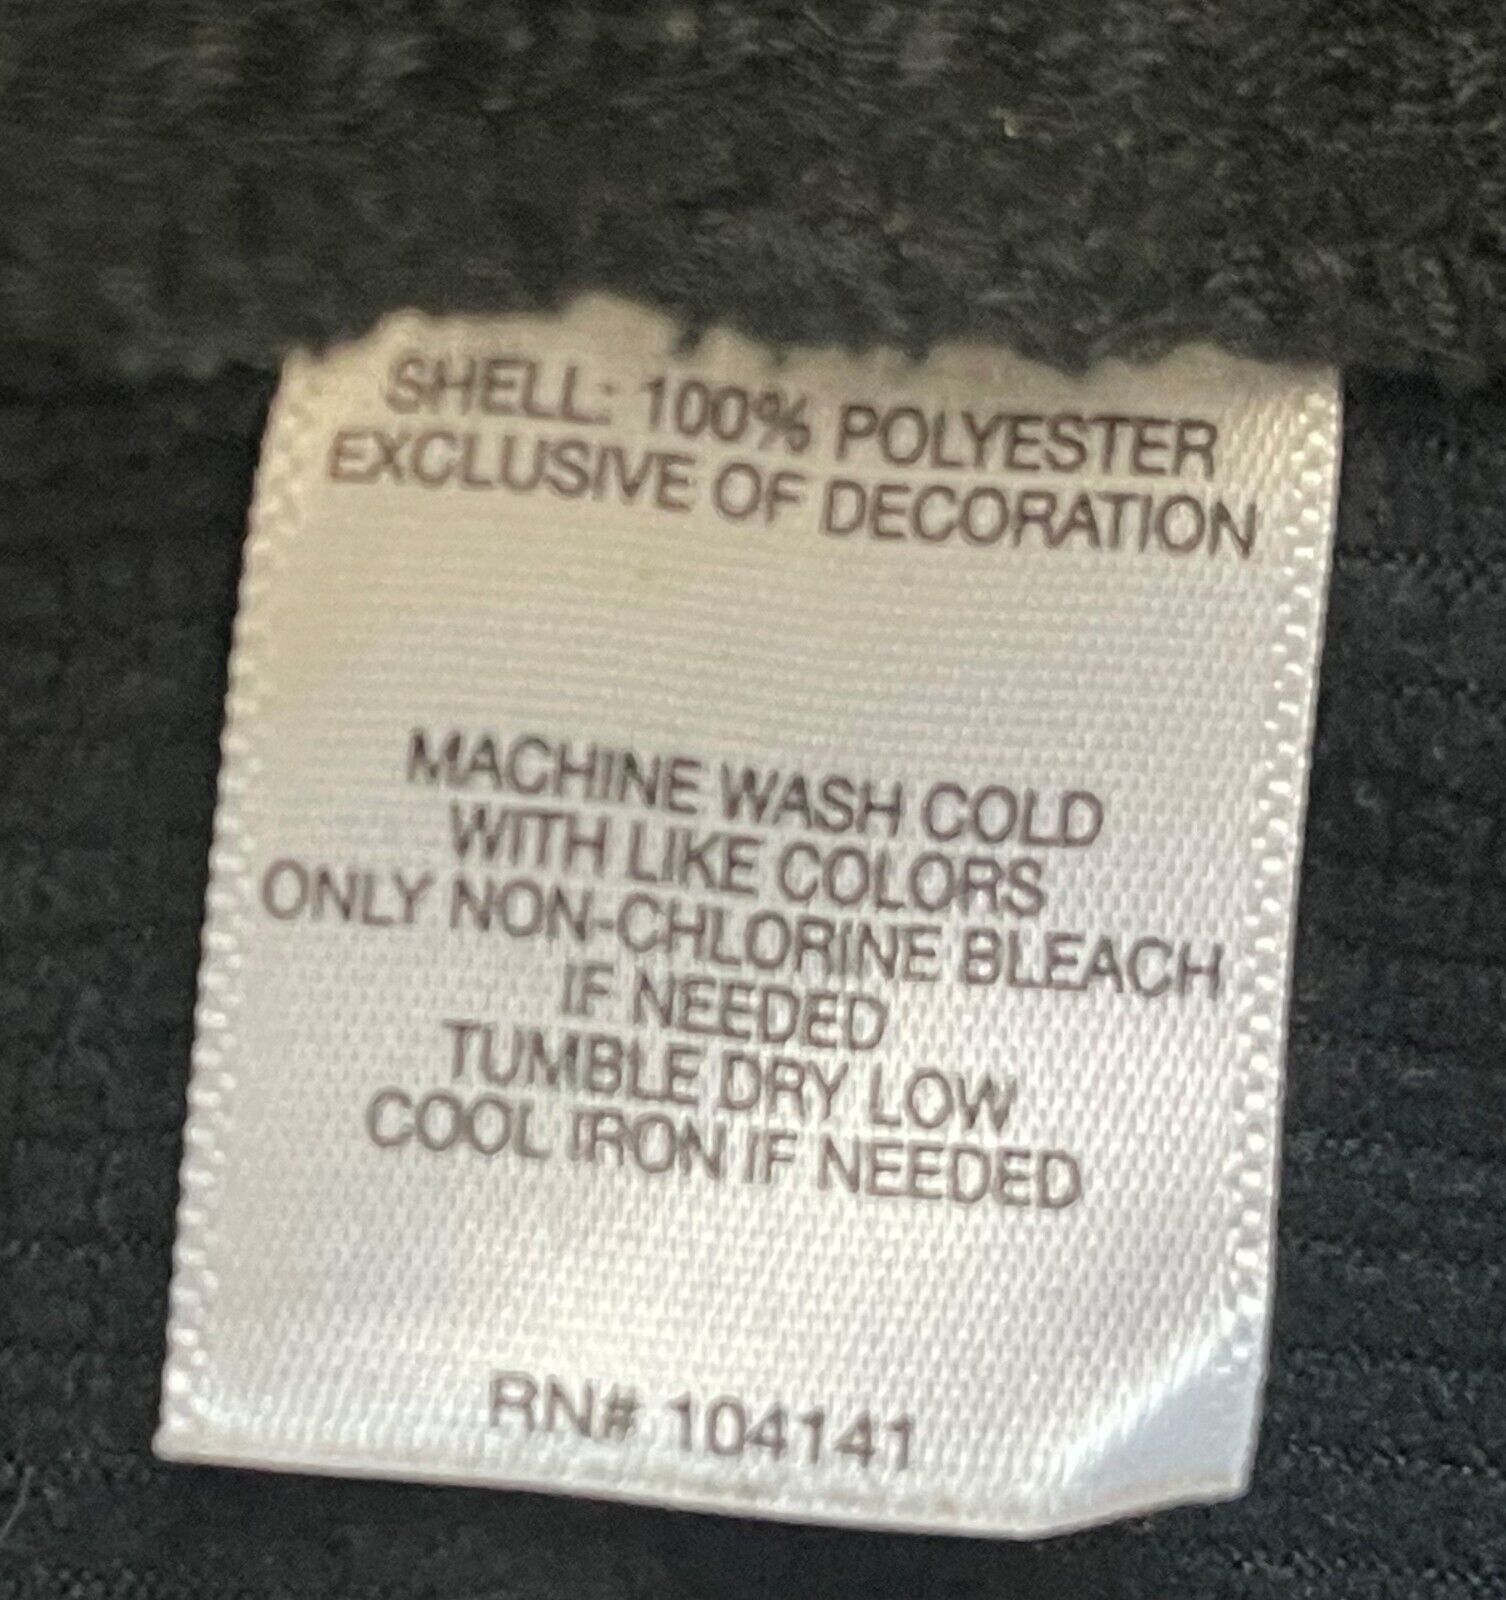 SHELL: 100% POLYESTER
EXCLUSIVE OF DECORATION
MACHINE WASH COLD
WITH LIKE COLORS
ONLY NON-CHLORINE BLEACH
IF NEEDED
TUMBLE DRY LOW
COOL IRON IF NEEDED
RN# 104141